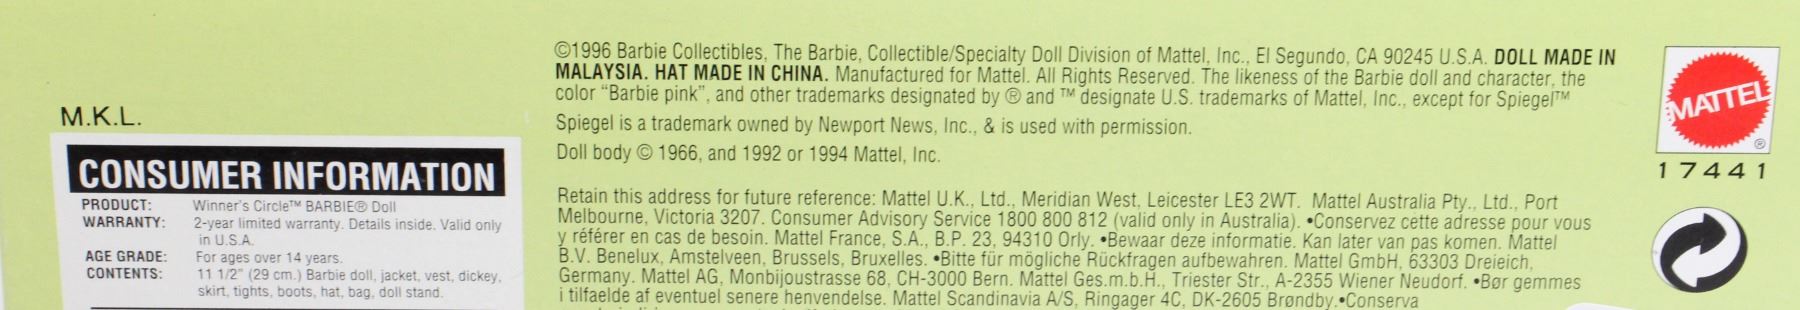 M.K.L.
CONSUMER INFORMATION
PRODUCT: Winner's Circle™ BARBIE® Doll
WARRANTY: 2-year limited warranty. Details inside. Valid only
in U.S.A.
AGE GRADE: For ages over 14 years.
CONTENTS: 11 1/2" (29 cm.) Barbie doll, jacket, vest, dickey,
skirt, tights, boots, hat, bag, doll stand.
©1996 Barbie Collectibles, The Barbie, Collectible/Specialty Doll Division of Mattel, Inc., El Segundo, CA 90245 U.S.A. DOLL MADE IN
MALAYSIA. HAT MADE IN CHINA. Manufactured for Mattel. All Rights Reserved. The likeness of the Barbie doll and character, the
color "Barbie pink", and other trademarks designated by ® and ™ designate U.S. trademarks of Mattel, Inc., except for Spiegel™
Spiegel is a trademark owned by Newport News, Inc., & is used with permission.
Doll body © 1966, and 1992 or 1994 Mattel, Inc.
Retain this address for future reference: Mattel U.K., Ltd., Meridian West, Leicester LE3 2WT. Mattel Australia Pty., Ltd., Port
Melbourne, Victoria 3207. Consumer Advisory Service 1800 800 812 (valid only in Australia). •Conservez cette adresse pour vous
y référer en cas de besoin. Mattel France, S.A., B.P. 23, 94310 Orly. •Bewaar deze informatie. Kan later van pas komen. Mattel
B.V. Benelux, Amstelveen, Brussels, Bruxelles. •Bitte für mögliche Rückfragen aufbewahren. Mattel GmbH, 63303 Dreieich,
Germany. Mattel AG, Monbijoustrasse 68, CH-3000 Bern. Mattel Ges.m.b.H., Triester Str., A-2355 Wiener Neudorf. •Bør gemmes
i tilfaelde af eventuel senere henvendelse. Mattel Scandinavia A/S, Ringager 4C, DK-2605 Brøndby.•Conserva
MATTEL®
17441